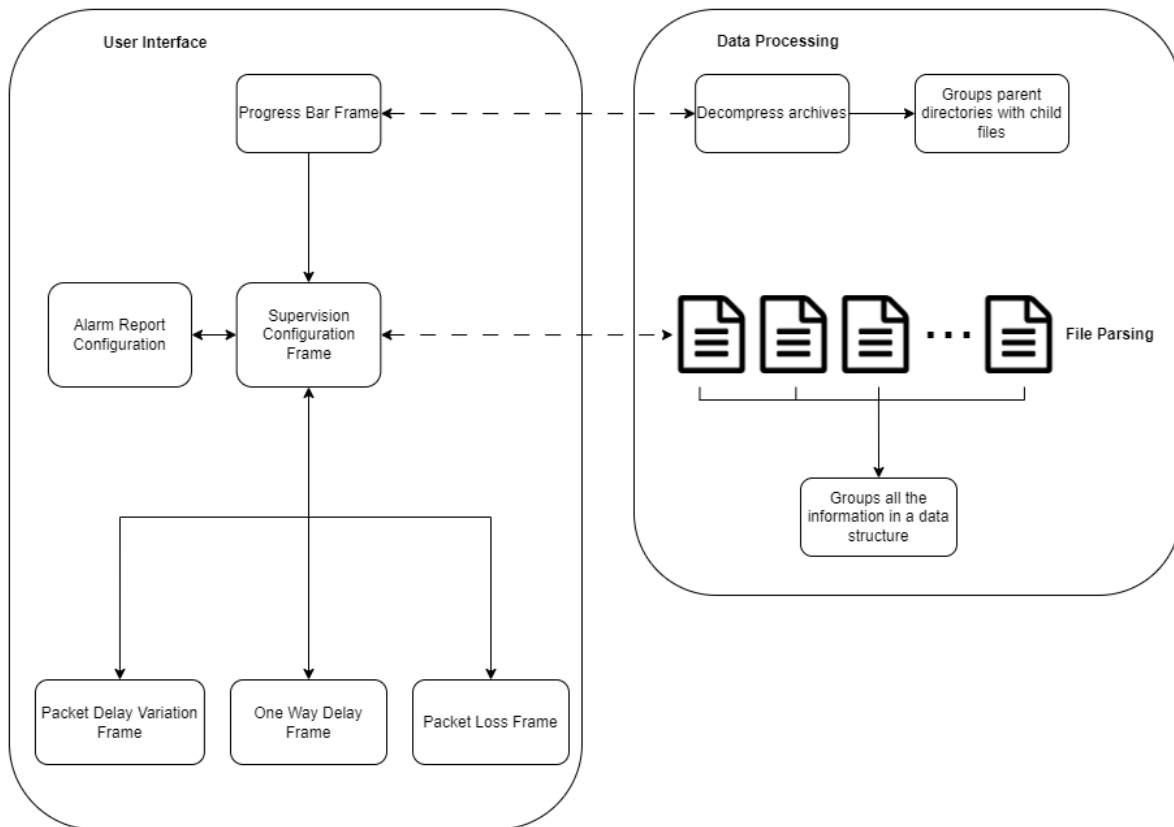 User Interface
Progress Bar Frame
Alarm Report
Configuration
Supervision
Configuration
Frame
Packet Delay Variation
Frame
One Way Delay
Frame
Packet Loss Frame
Data Processing
Decompress archives
Groups parent
directories with child
files
File Parsing
Groups all the
information in a data
structure